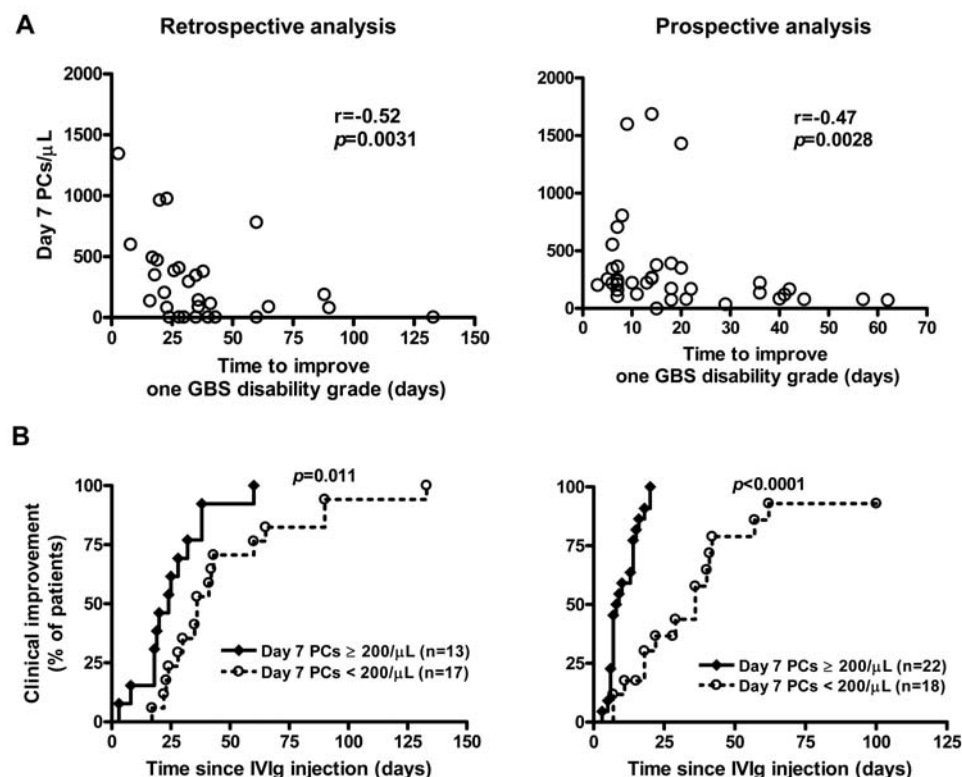 A
Retrospective analysis
Prospective analysis
2000
1500
1000
500
0
Day 7 PCs/μL
r=-0.52
p=0.0031
0 25 50 75 100 125 150
Time to improve
one GBS disability grade (days)
2000
1500
1000
500
0
r=-0.47
p=0.0028
0 10 20 30 40 50 60 70
Time to improve
one GBS disability grade (days)
B
Clinical improvement
(% of patients)
100
75
50
25
0
p=0.011
Day 7 PCs ≥ 200/μL (n=13)
Day 7 PCs < 200/μL (n=17)
0 25 50 75 100 125 150
Time since IVIg injection (days)
100
75
50
25
0
p<0.0001
Day 7 PCs ≥ 200/μL (n=22)
Day 7 PCs < 200/μL (n=18)
0 25 50 75 100 125
Time since IVIg injection (days)